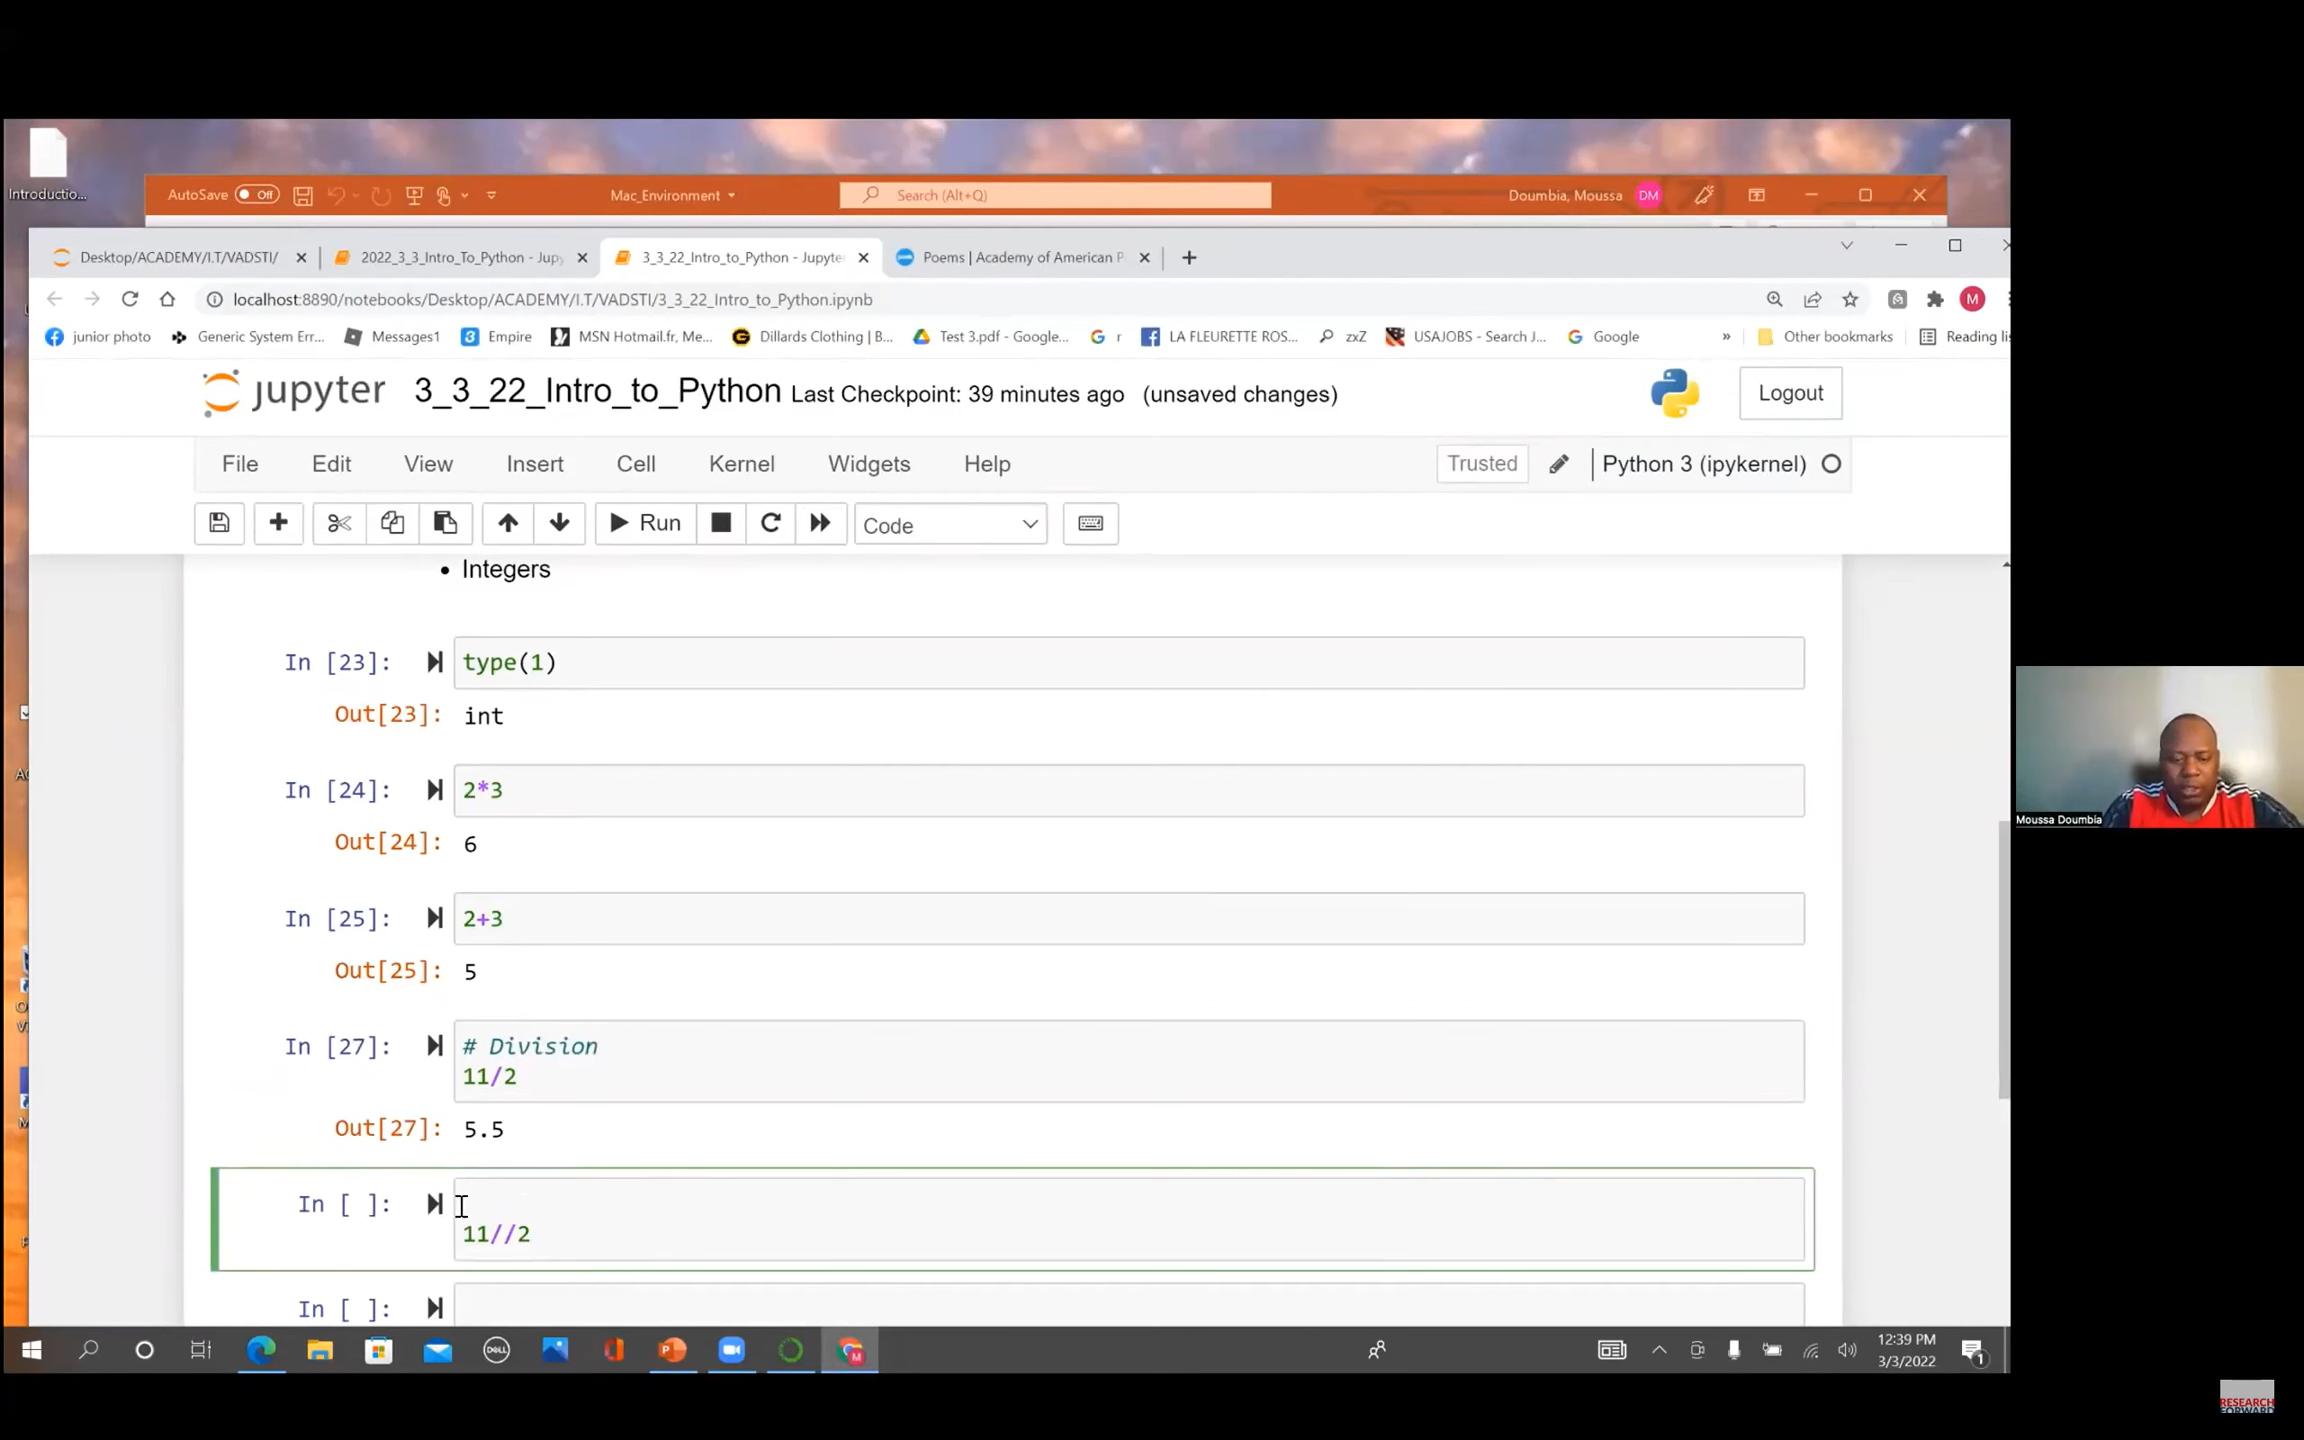 Introductio...
AutoSave Off Mac_Environment Search (Alt+Q) Doumbia, Moussa DM
Desktop/ACADEMY/I.T/VADSTI/ 2022_3_3_Intro_To_Python - Jup 3_3_22_Intro_to_Python - Jupyte Poems | Academy of American P
localhost:8890/notebooks/Desktop/ACADEMY/I.T/VADSTI/3_3_22_Intro_to_Python.ipynb M
junior photo Generic System Err... Messages1 3 Empire MSN Hotmail.fr, Me... Dillards Clothing | B... Test 3.pdf - Google... r LA FLEURETTE ROS... zxZ USAJOBS - Search J... Google » Other bookmarks Reading lis
jupyter 3_3_22_Intro_to_Python Last Checkpoint: 39 minutes ago (unsaved changes) Logout
File Edit View Insert Cell Kernel Widgets Help Trusted Python 3 (ipykernel)
Run Code
• Integers
In [23]: type(1)
Out[23]: int
In [24]: 2*3
Out[24]: 6
In [25]: 2+3
Out[25]: 5
In [27]: # Division
11/2
Out[27]: 5.5
In [ ]:
11//2
In [ ]:
Moussa Doumbia
DELL
12:39 PM
3/3/2022
1
RESEARCH
FORWARD